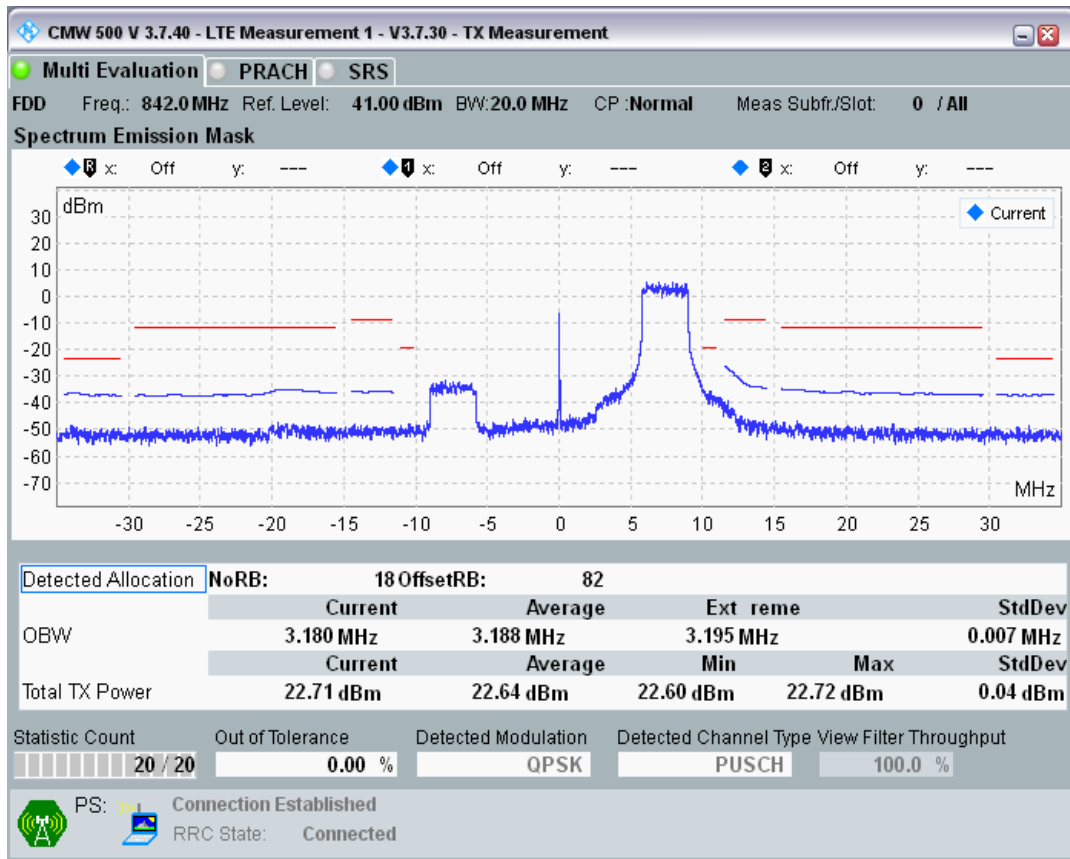 CMW 500 V 3.7.40 - LTE Measurement 1 - V3.7.30 - TX Measurement
Multi Evaluation PRACH SRS
FDD Freq.: 842.0 MHz Ref. Level: 41.00 dBm BW:20.0 MHz CP :Normal Meas Subfr./Slot: 0 / All
Spectrum Emission Mask
R x: Off y: --- 1 x: Off y: --- 2 x: Off y: ---
dBm
Current
30
20
10
0
-10
-20
-30
-40
-50
-60
-70
MHz
-30 -25 -20 -15 -10 -5 0 5 10 15 20 25 30
Detected Allocation NoRB: 18 OffsetRB: 82
Current Average Ext reme StdDev
OBW 3.180 MHz 3.188 MHz 3.195 MHz 0.007 MHz
Current Average Min Max StdDev
Total TX Power 22.71 dBm 22.64 dBm 22.60 dBm 22.72 dBm 0.04 dBm
Statistic Count Out of Tolerance Detected Modulation Detected Channel Type View Filter Throughput
20 / 20 0.00 % QPSK PUSCH 100.0 %
PS: Connection Established
RRC State: Connected